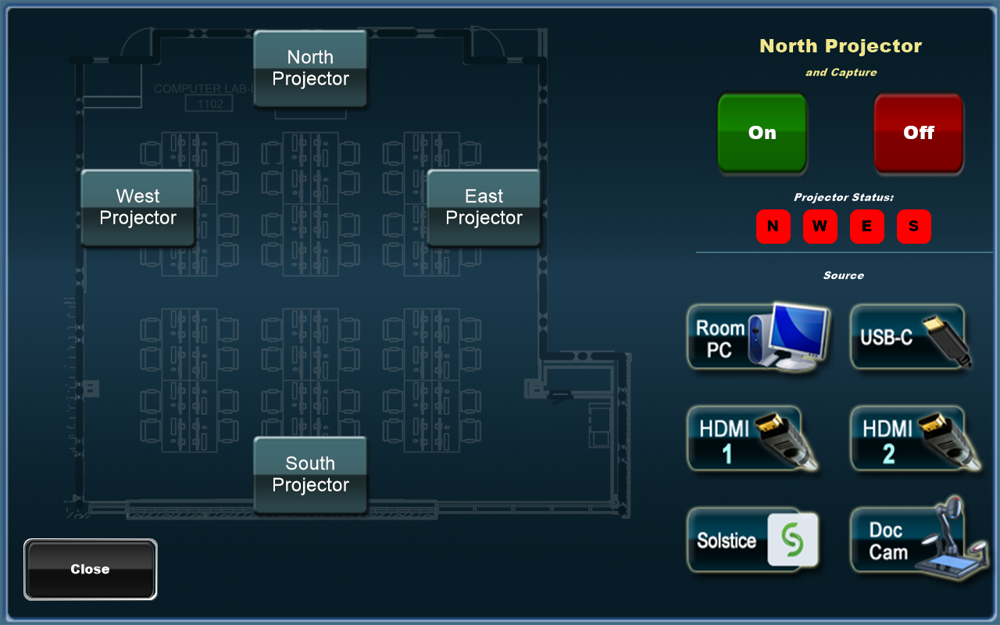 North
Projector
COMPUTER LAB-
1102
West
Projector
East
Projector
South
Projector
Close
North Projector
and Capture
On
Off
Projector Status:
N W E S
Source
Room
PC
USB-C
HDMI
1
HDMI
2
Solstice
Doc
Cam